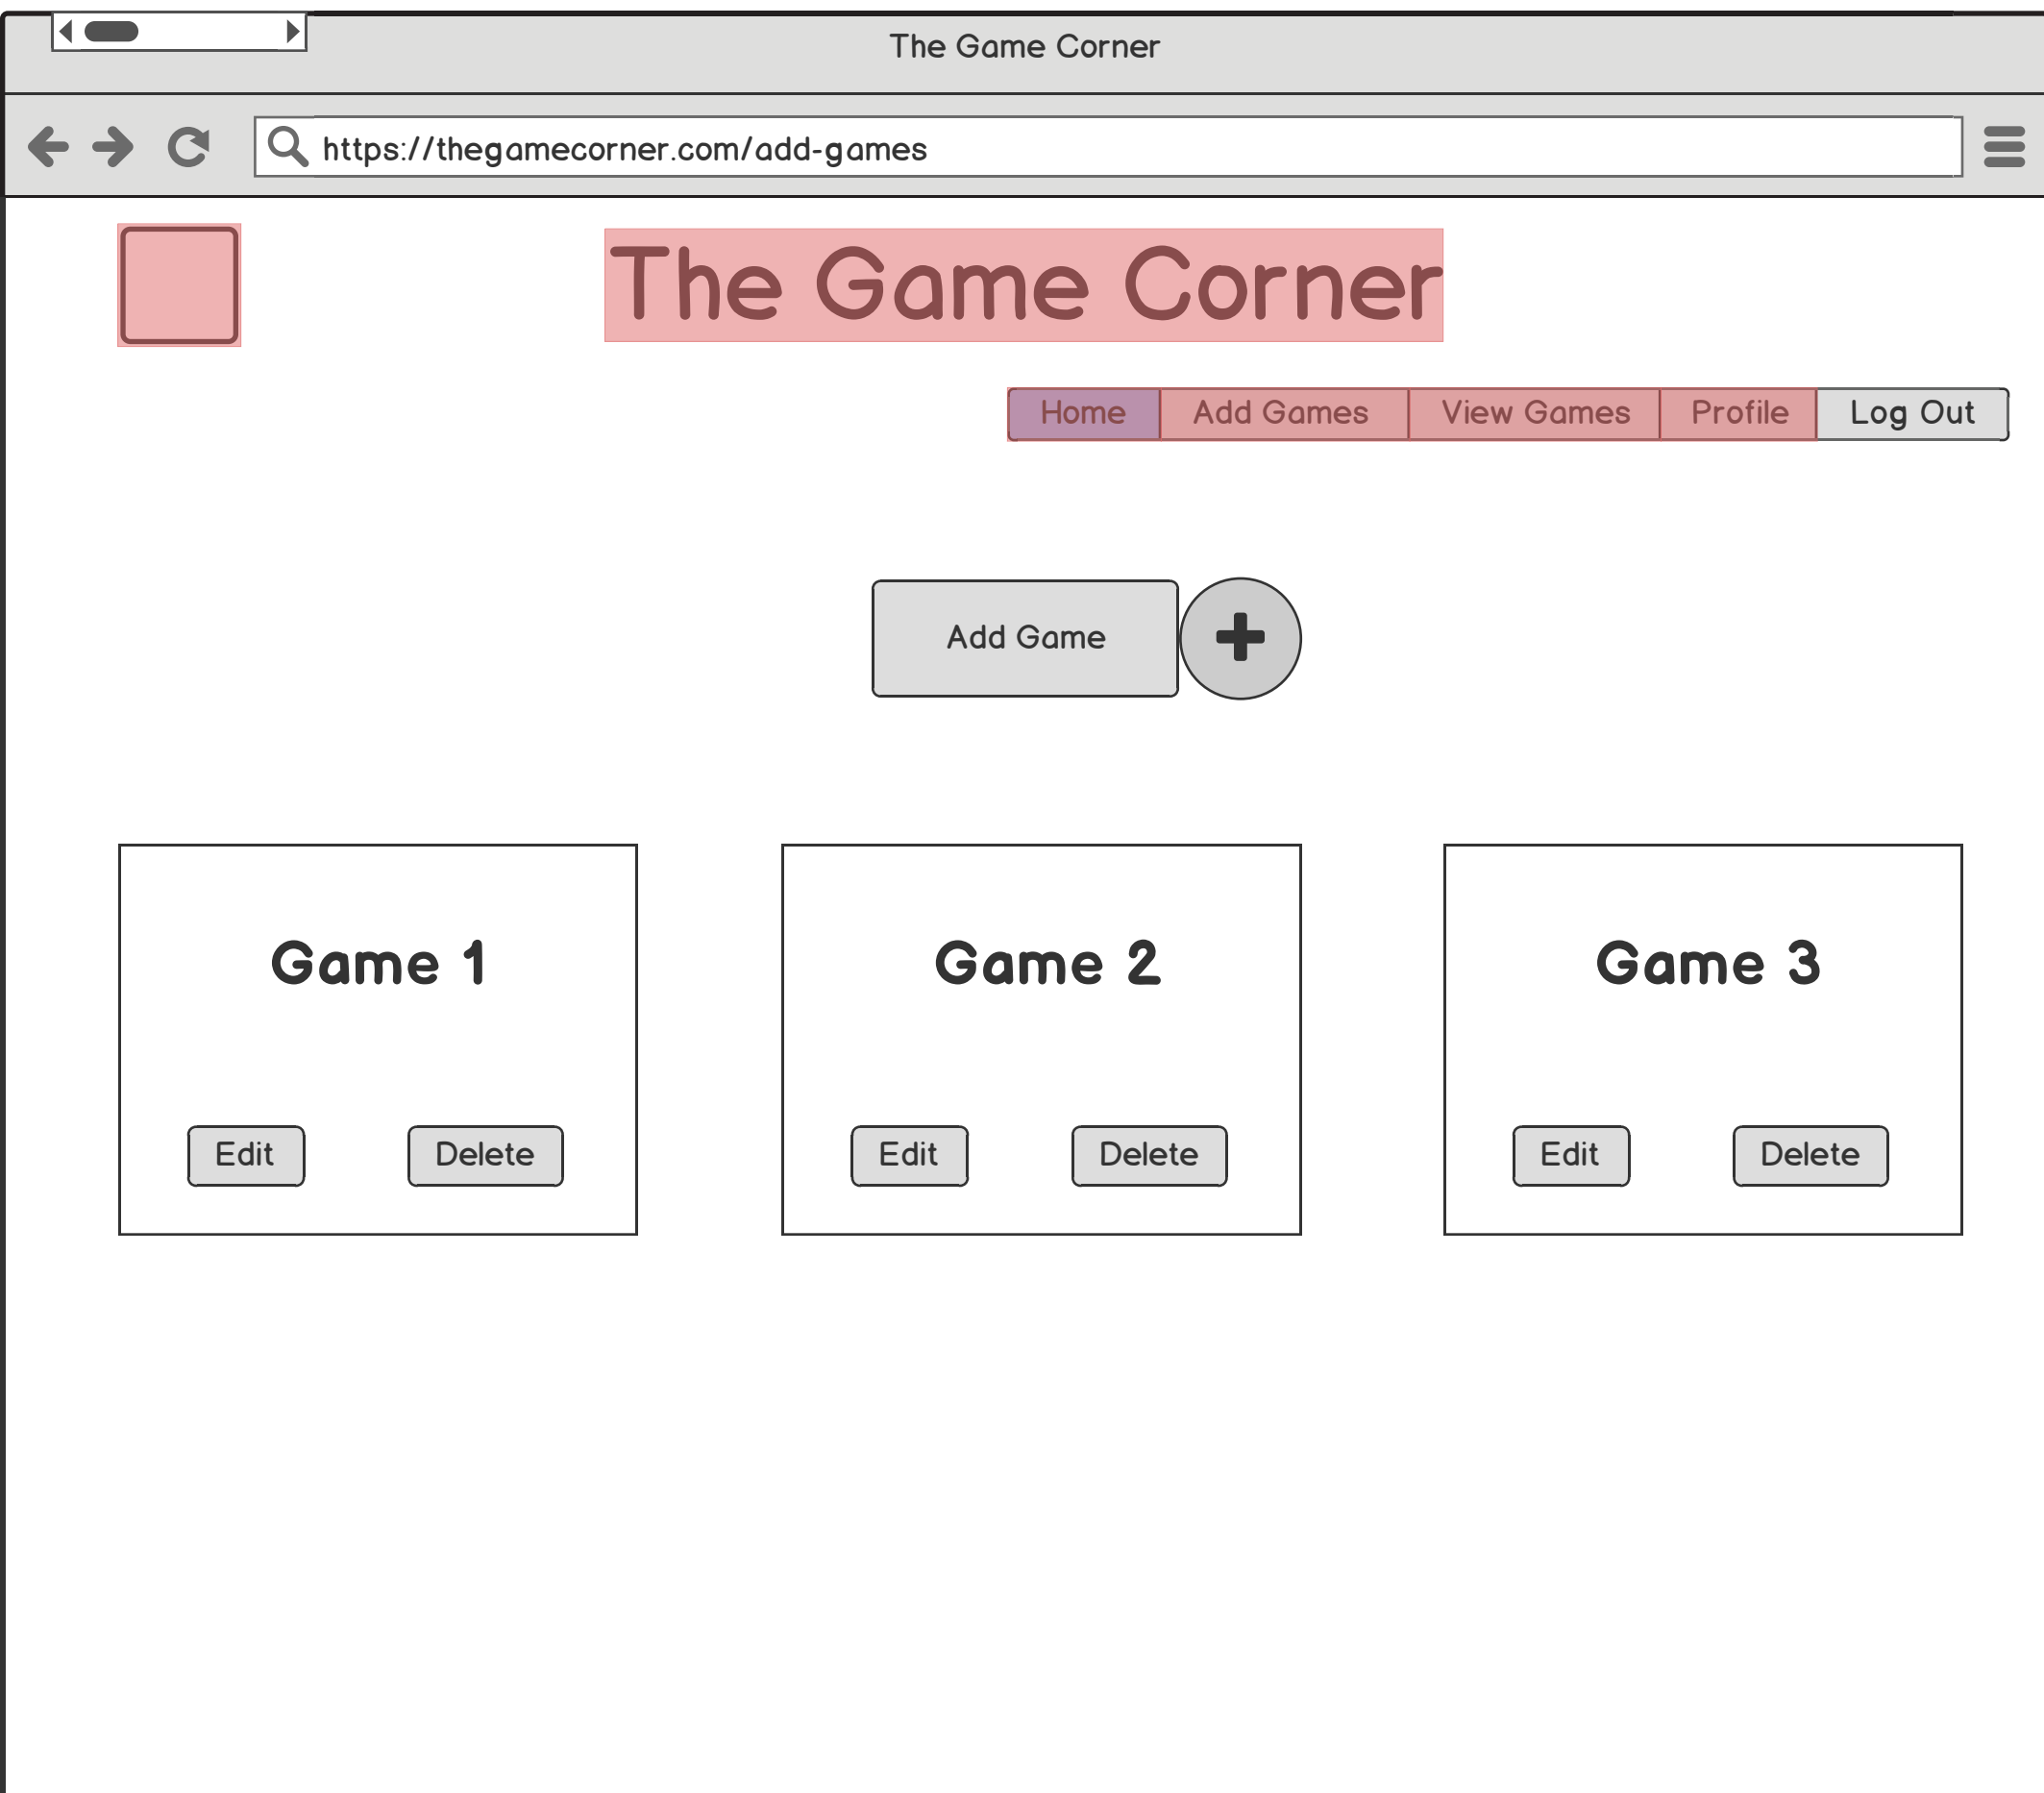 The Game Corner
https://thegamecorner.com/add-games
The Game Corner
Home Add Games View Games Profile Log Out
Add Game
Game 1 Game 2 Game 3
Edit Delete Edit Delete Edit Delete